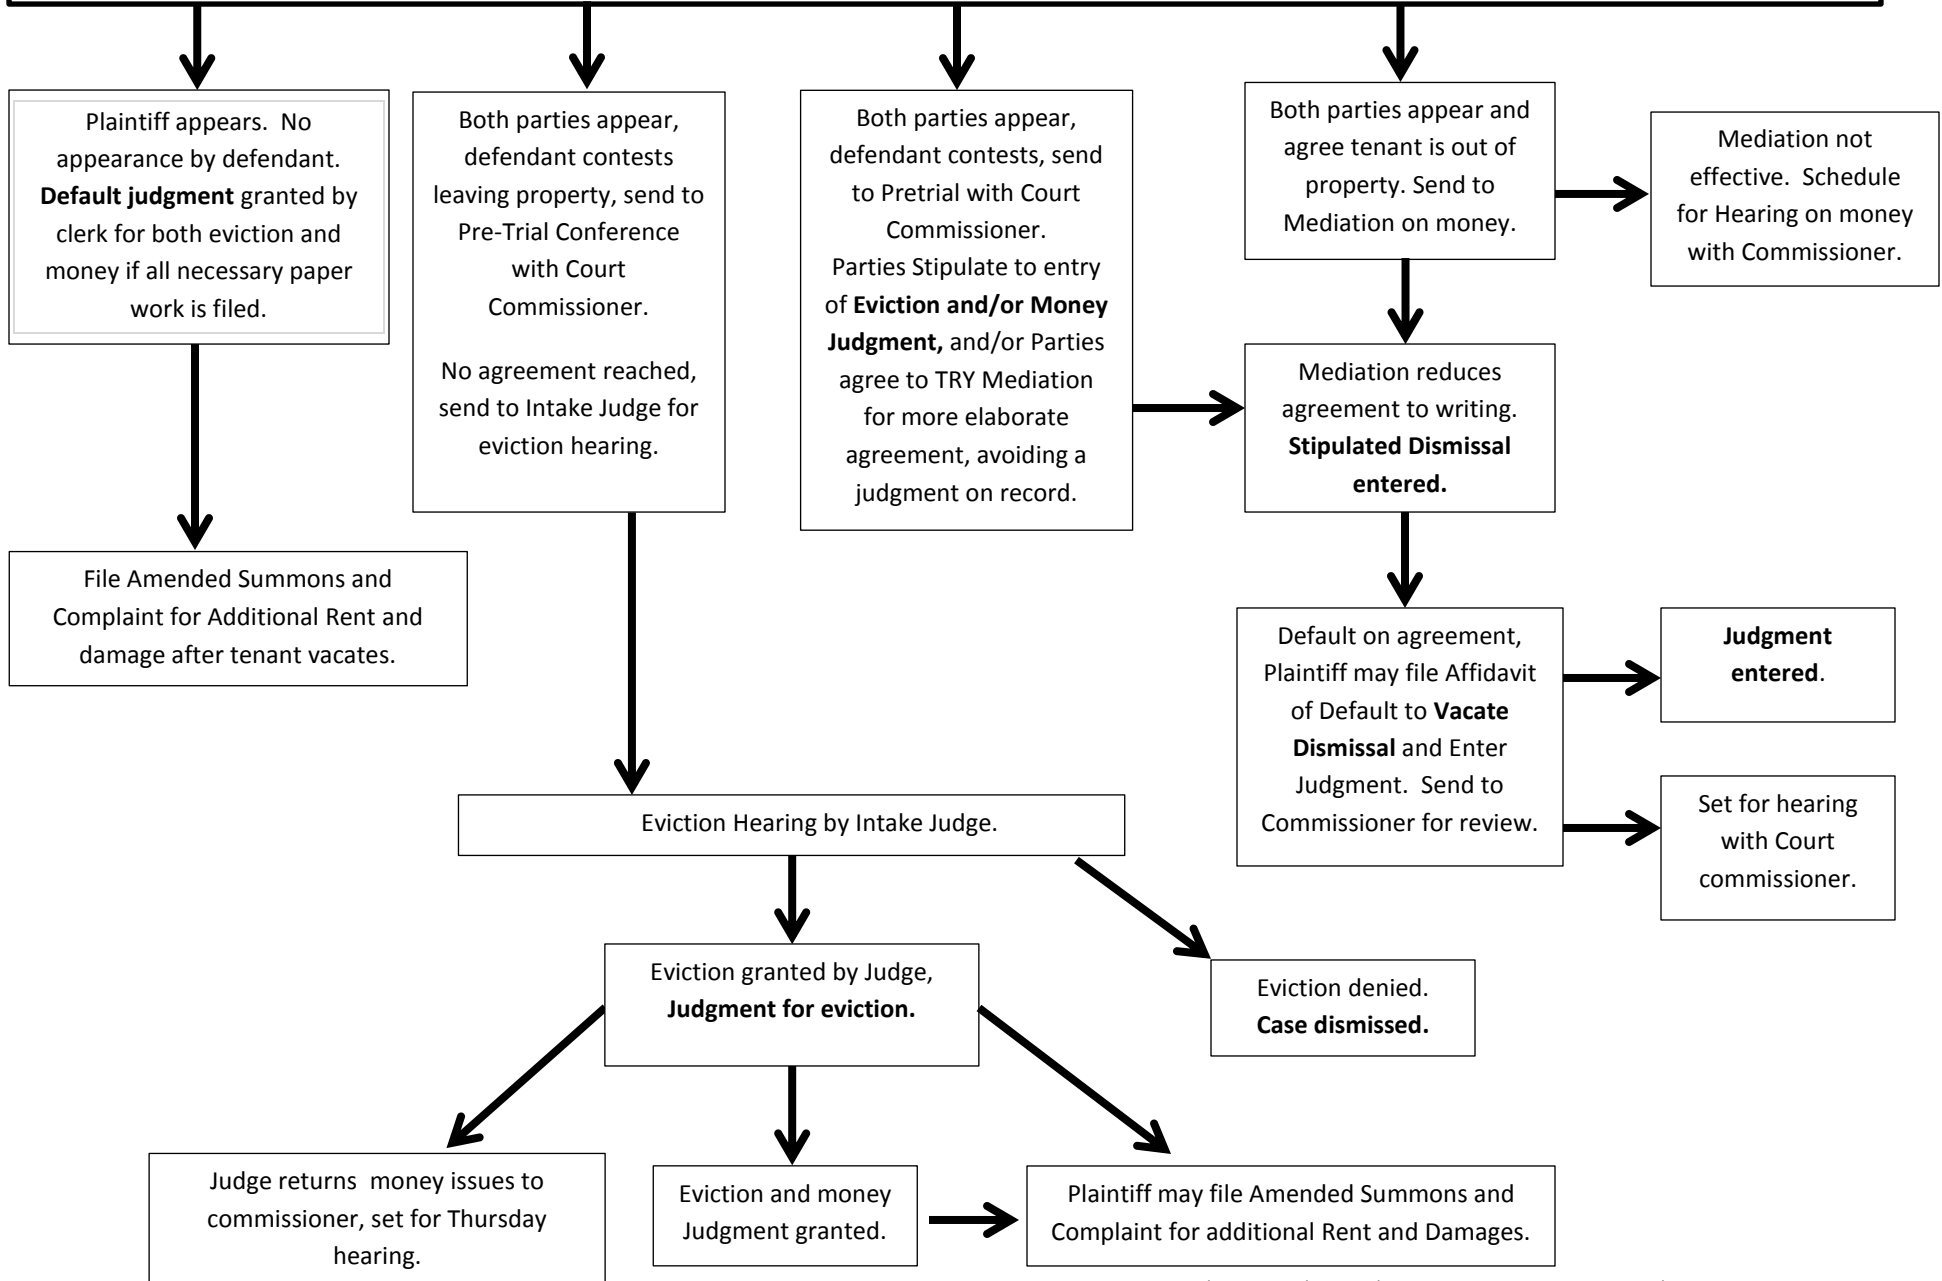 Plaintiff appears.  No
appearance by defendant.
Default judgment granted by
clerk for both eviction and
money if all necessary paper
work is filed.
Both parties appear,
defendant contests
leaving property, send to
Pre-Trial Conference
with Court
Commissioner.
No agreement reached,
send to Intake Judge for
eviction hearing.
Both parties appear,
defendant contests, send
to Pretrial with Court
Commissioner.
Parties Stipulate to entry
of Eviction and/or Money
Judgment, and/or Parties
agree to TRY Mediation
for more elaborate
agreement, avoiding a
judgment on record.
Both parties appear and
agree tenant is out of
property. Send to
Mediation on money.
Mediation not
effective.  Schedule
for Hearing on money
with Commissioner.
Mediation reduces
agreement to writing.
Stipulated Dismissal
entered.
File Amended Summons and
Complaint for Additional Rent and
damage after tenant vacates.
Default on agreement,
Plaintiff may file Affidavit
of Default to Vacate
Dismissal and Enter
Judgment.  Send to
Commissioner for review.
Judgment
entered.
Set for hearing
with Court
commissioner.
Eviction Hearing by Intake Judge.
Eviction granted by Judge,
Judgment for eviction.
Eviction denied.
Case dismissed.
Judge returns  money issues to
commissioner, set for Thursday
hearing.
Eviction and money
Judgment granted.
Plaintiff may file Amended Summons and
Complaint for additional Rent and Damages.